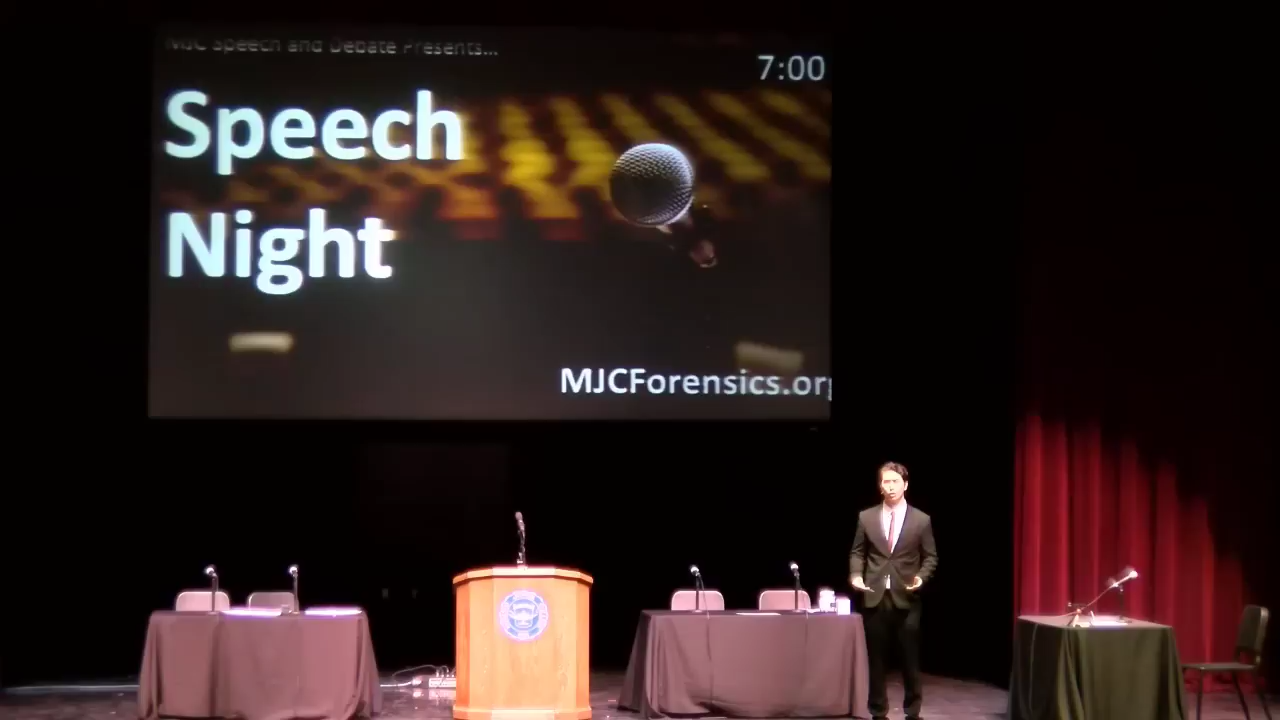 MJC Speech and Debate Presents...
7:00
Speech
Night
MJCForensics.org